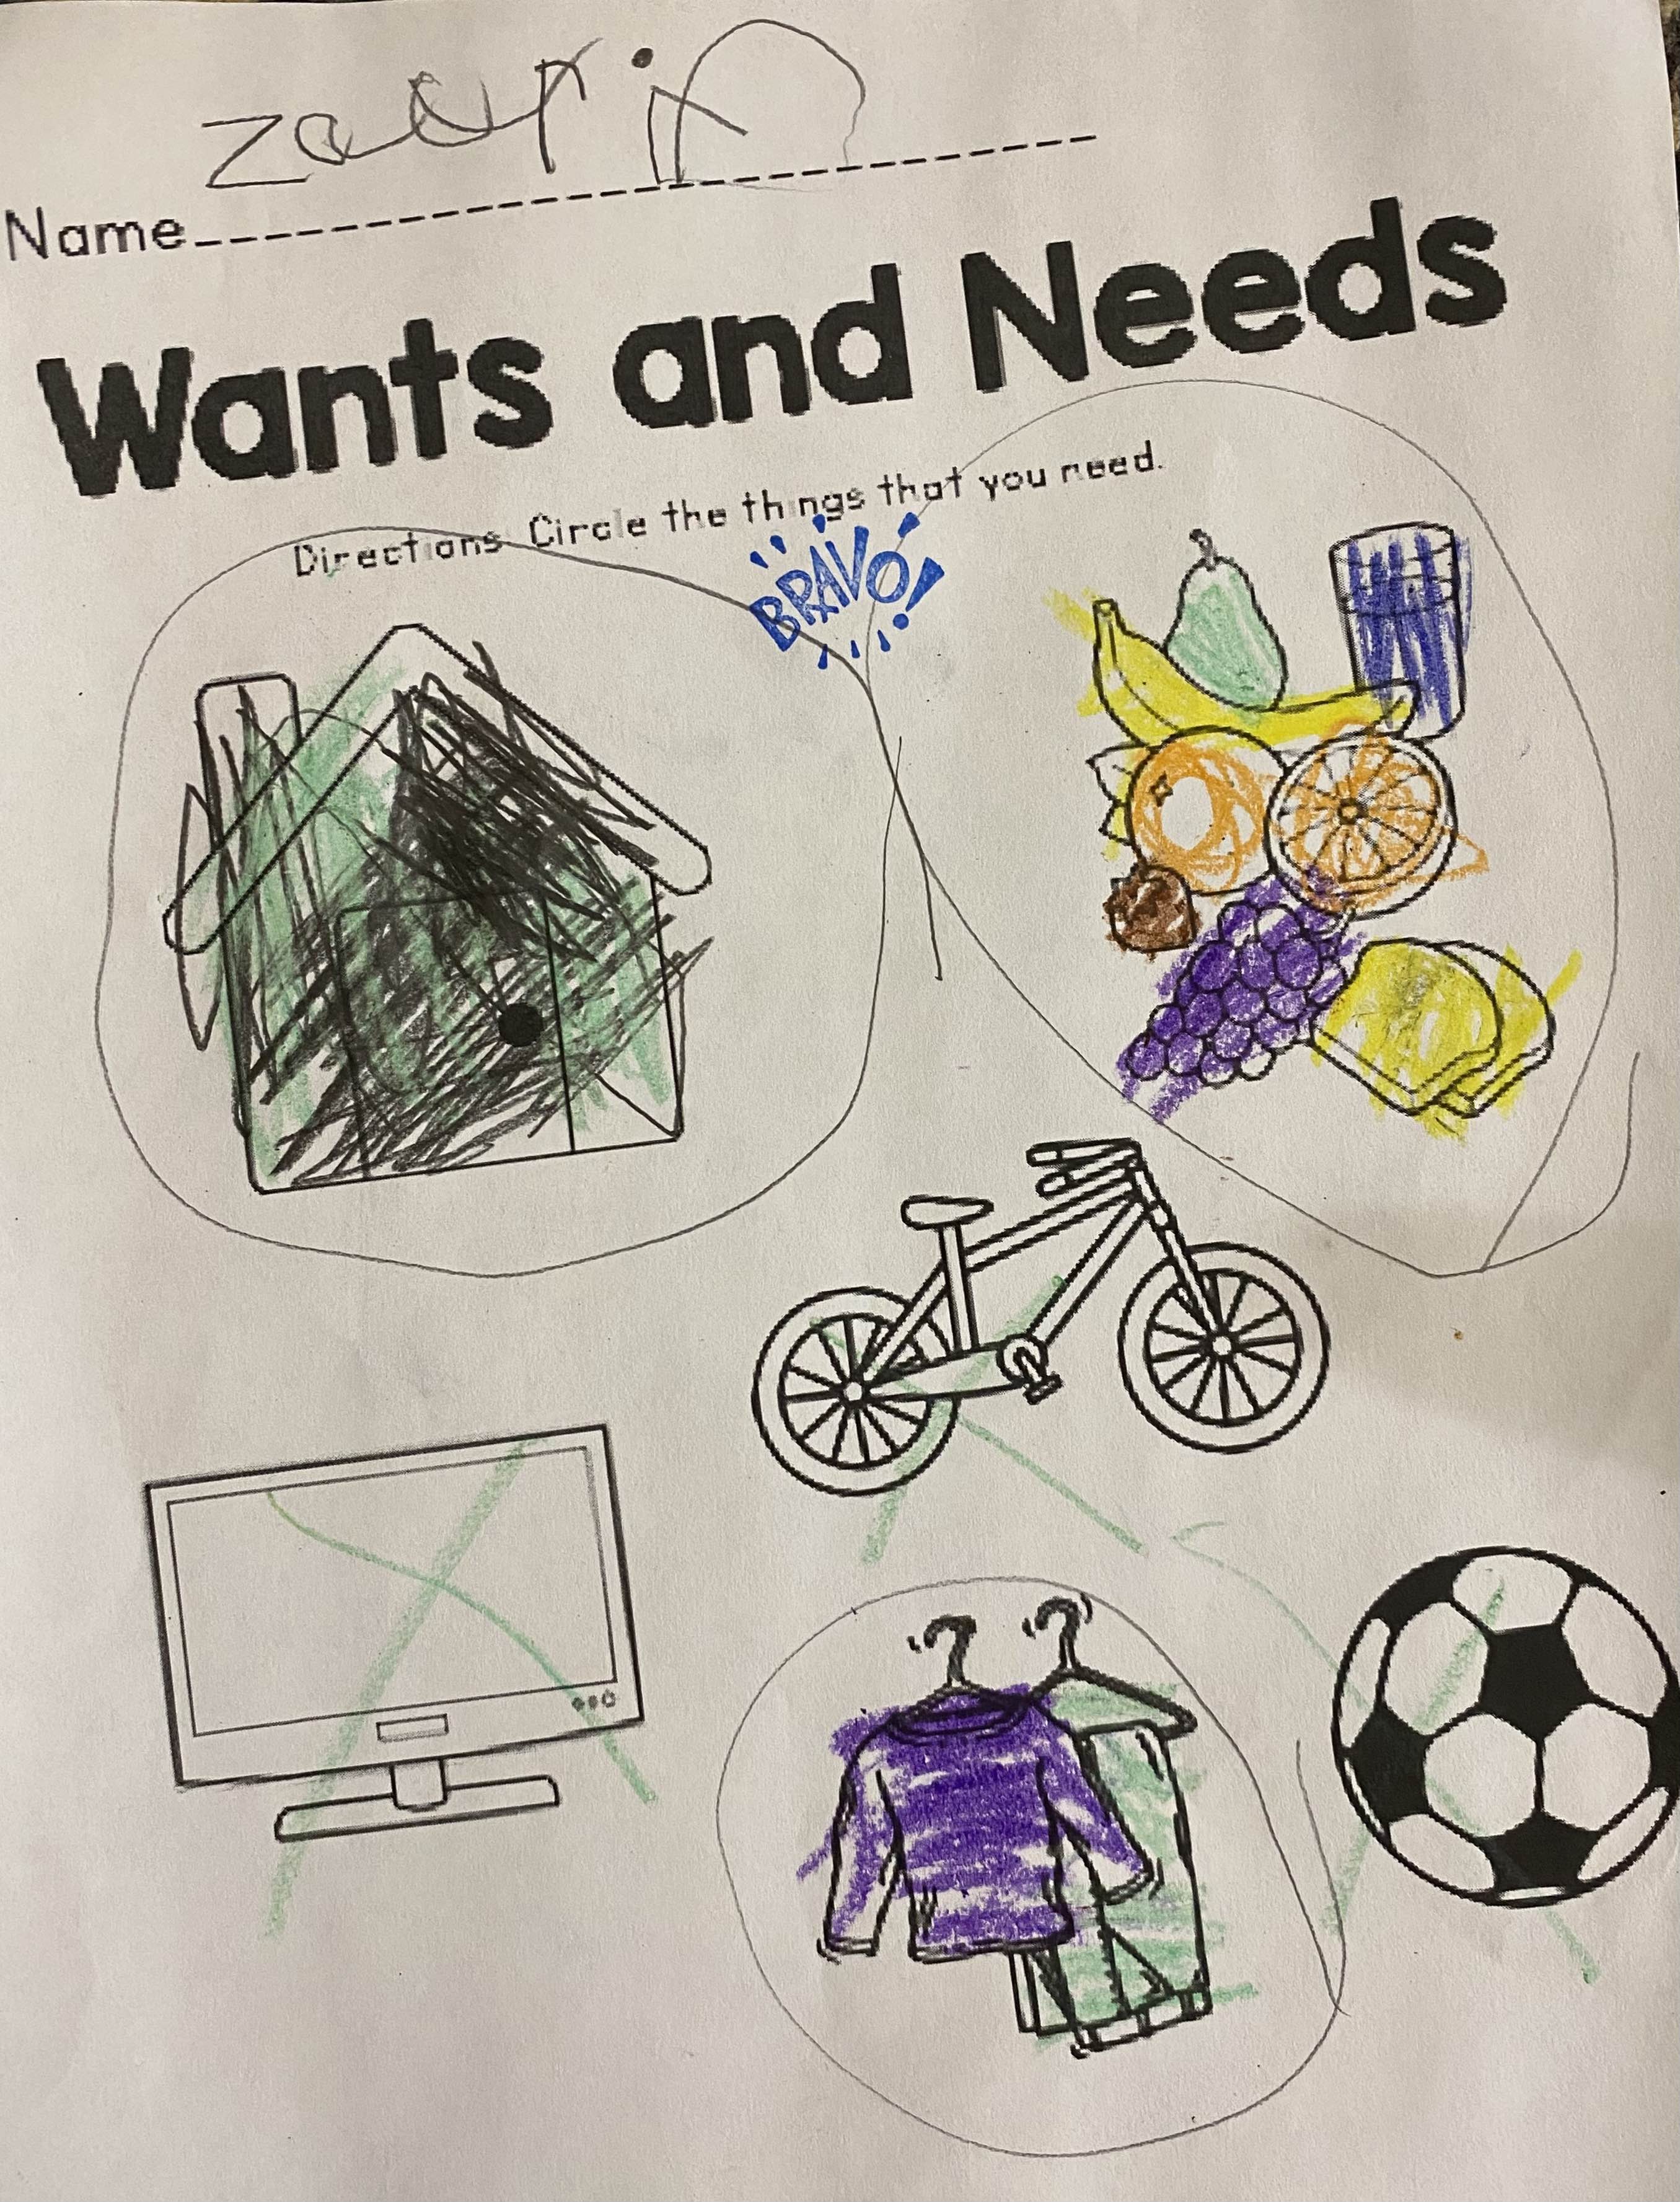 Name
Wants and Needs
Directions: Circle the things that you need.
BRAVO!